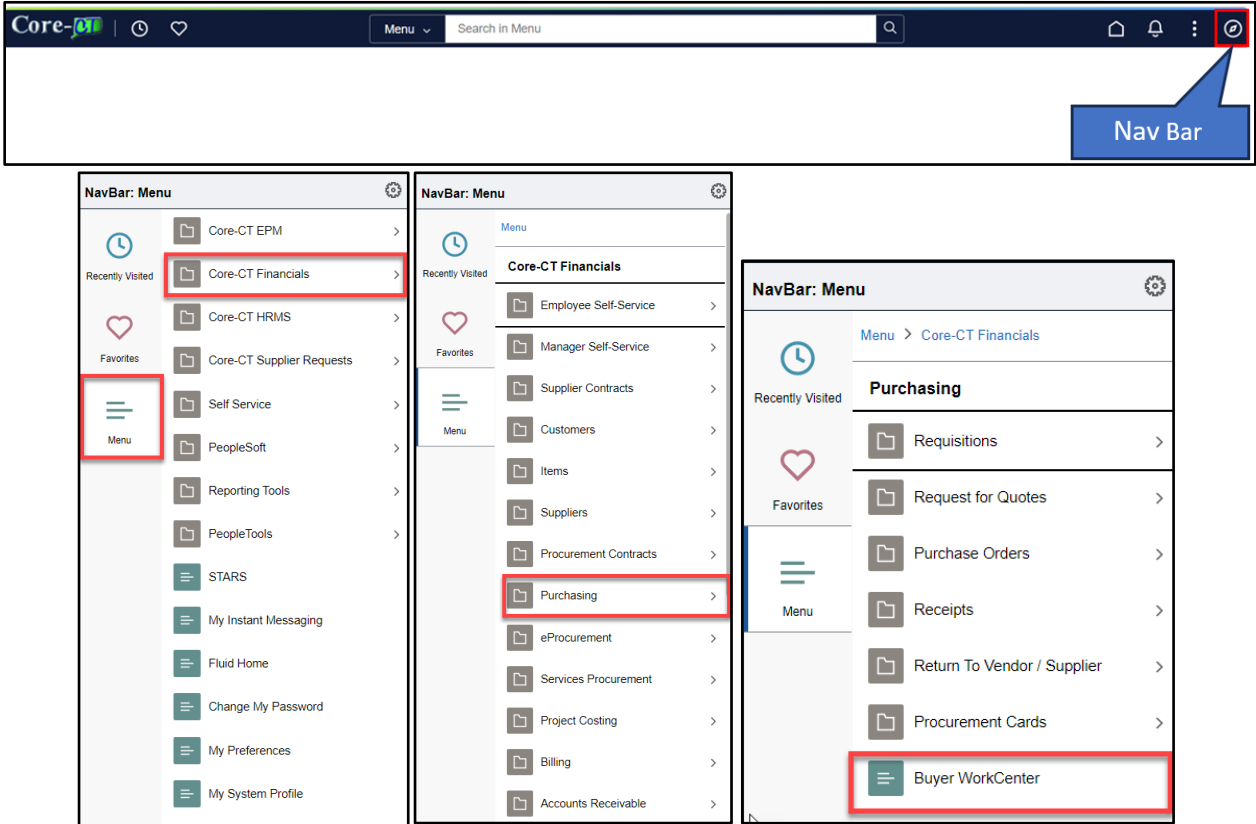 Core-CT
Menu
Search in Menu
Nav Bar
NavBar: Menu
Recently Visited
Favorites
Menu
Core-CT EPM
Core-CT Financials
Core-CT HRMS
Core-CT Supplier Requests
Self Service
PeopleSoft
Reporting Tools
PeopleTools
STARS
My Instant Messaging
Fluid Home
Change My Password
My Preferences
My System Profile
NavBar: Menu
Recently Visited
Favorites
Menu
Menu
Core-CT Financials
Employee Self-Service
Manager Self-Service
Supplier Contracts
Customers
Items
Suppliers
Procurement Contracts
Purchasing
eProcurement
Services Procurement
Project Costing
Billing
Accounts Receivable
NavBar: Menu
Recently Visited
Favorites
Menu
Menu > Core-CT Financials
Purchasing
Requisitions
Request for Quotes
Purchase Orders
Receipts
Return To Vendor / Supplier
Procurement Cards
Buyer WorkCenter